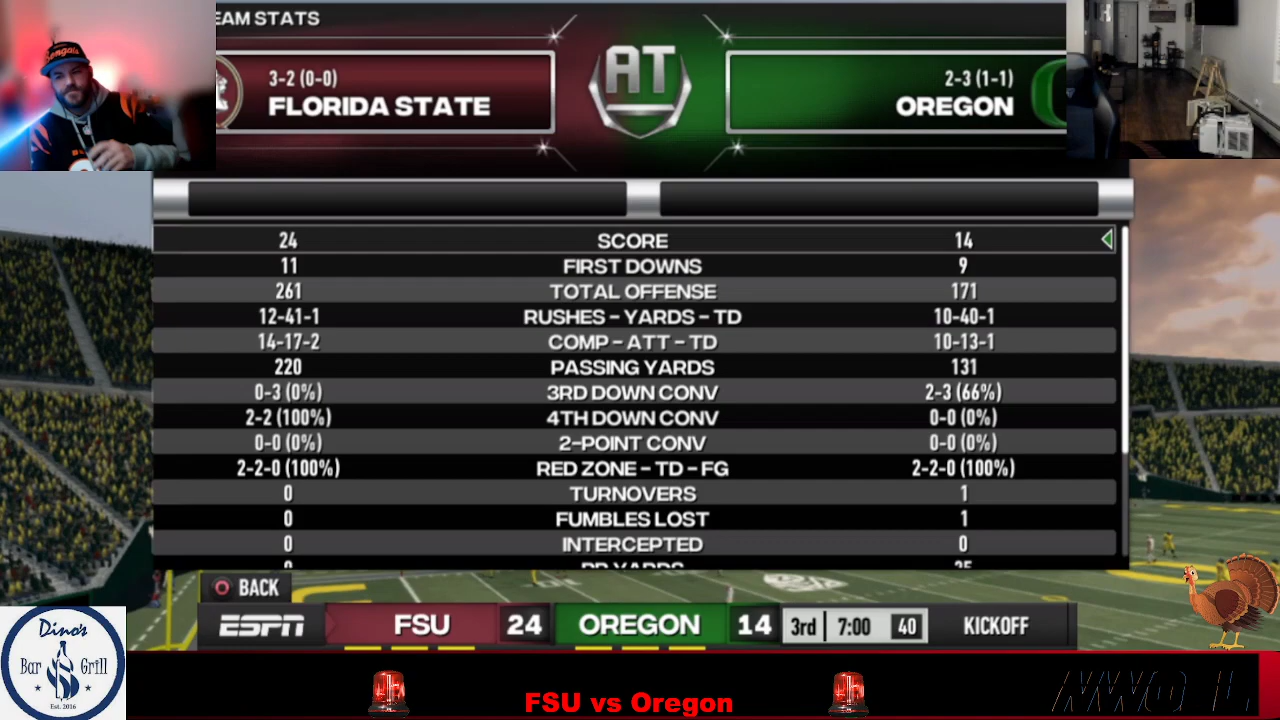 TEAM STATS
3-2 (0-0)
FLORIDA STATE
AT
2-3 (1-1)
OREGON
Bengals
24 SCORE 14
11 FIRST DOWNS 9
261 TOTAL OFFENSE 171
12-41-1 RUSHES - YARDS - TD 10-40-1
14-17-2 COMP - ATT - TD 10-13-1
220 PASSING YARDS 131
0-3 (0%) 3RD DOWN CONV 2-3 (66%)
2-2 (100%) 4TH DOWN CONV 0-0 (0%)
0-0 (0%) 2-POINT CONV 0-0 (0%)
2-2-0 (100%) RED ZONE - TD - FG 2-2-0 (100%)
0 TURNOVERS 1
0 FUMBLES LOST 1
0 INTERCEPTED 0
BACK
ESPN FSU 24 OREGON 14 3rd 7:00 40 KICKOFF
Dino's
Bar Grill
Est. 2016
FSU vs Oregon